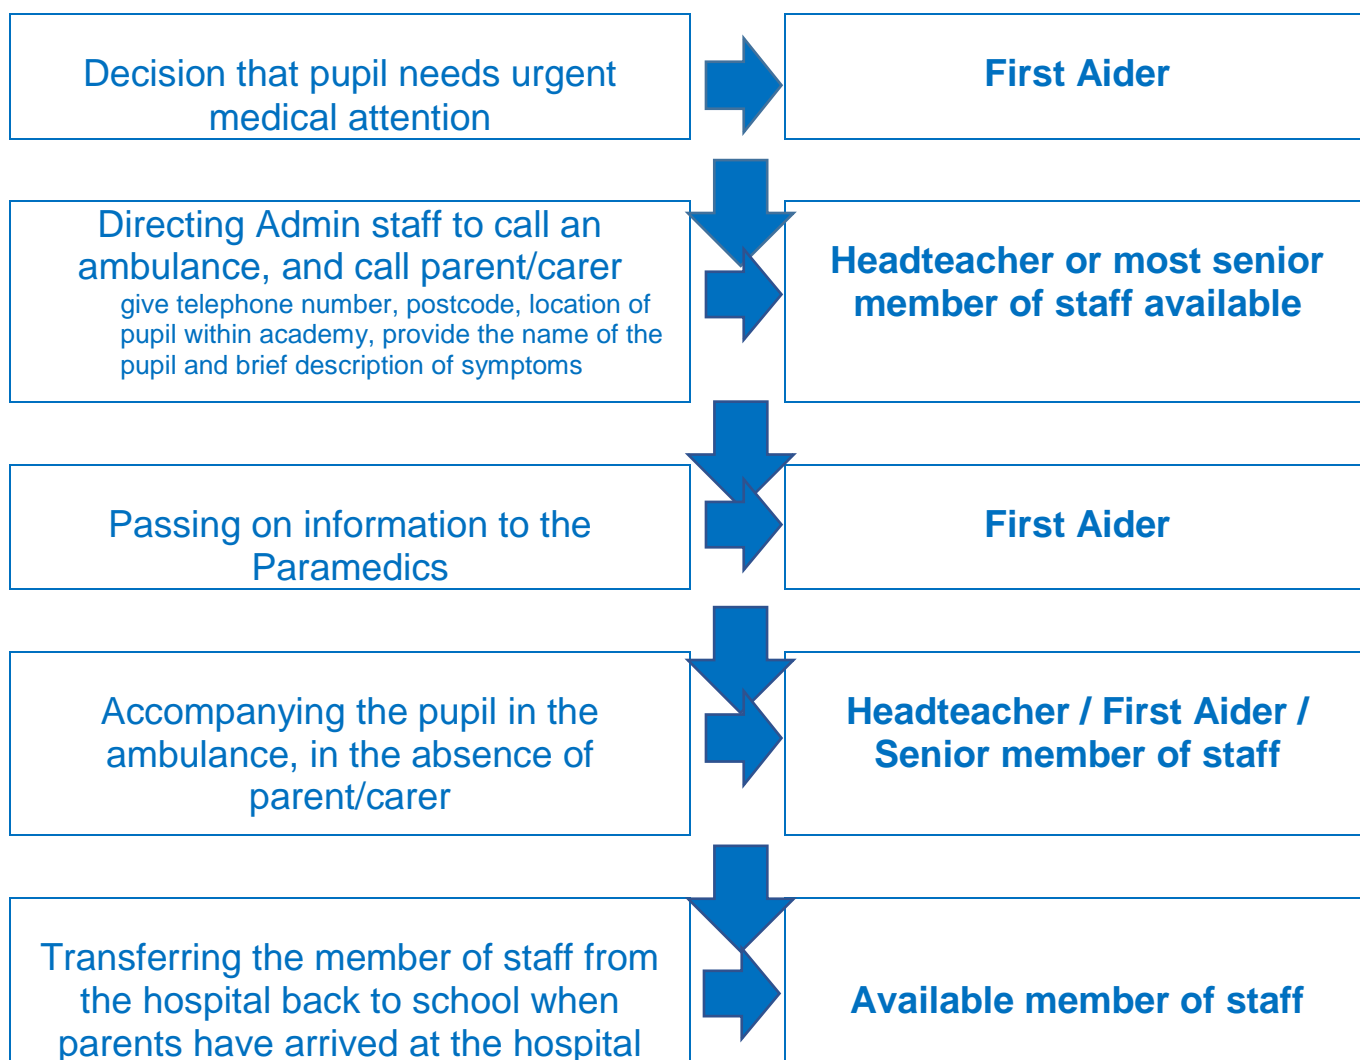 Decision that pupil needs urgent
medical attention
First Aider
Directing Admin staff to call an
ambulance, and call parent/carer
give telephone number, postcode, location of
pupil within academy, provide the name of the
pupil and brief description of symptoms
Headteacher or most senior
member of staff available
Passing on information to the
Paramedics
First Aider
Accompanying the pupil in the
ambulance, in the absence of
parent/carer
Headteacher / First Aider /
Senior member of staff
Transferring the member of staff from
the hospital back to school when
parents have arrived at the hospital
Available member of staff